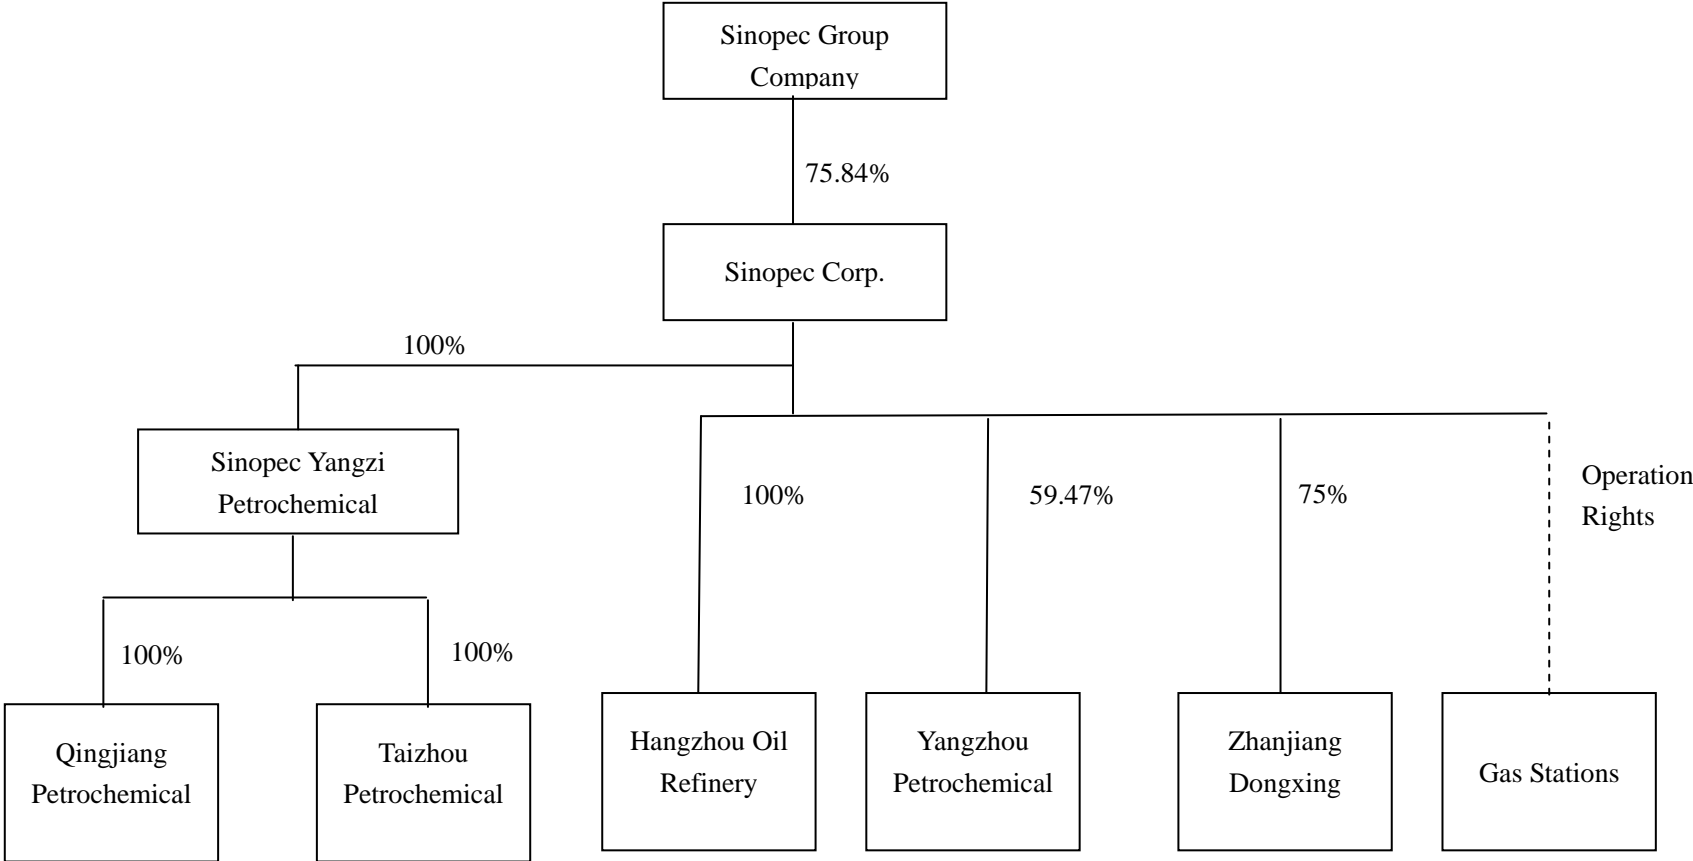 Sinopec Group
Company
75.84%
Sinopec Corp.
100%
Sinopec Yangzi
Petrochemical
100%
59.47%
75%
Operation
Rights
100%
100%
Qingjiang
Petrochemical
Taizhou
Petrochemical
Hangzhou Oil
Refinery
Yangzhou
Petrochemical
Zhanjiang
Dongxing
Gas Stations